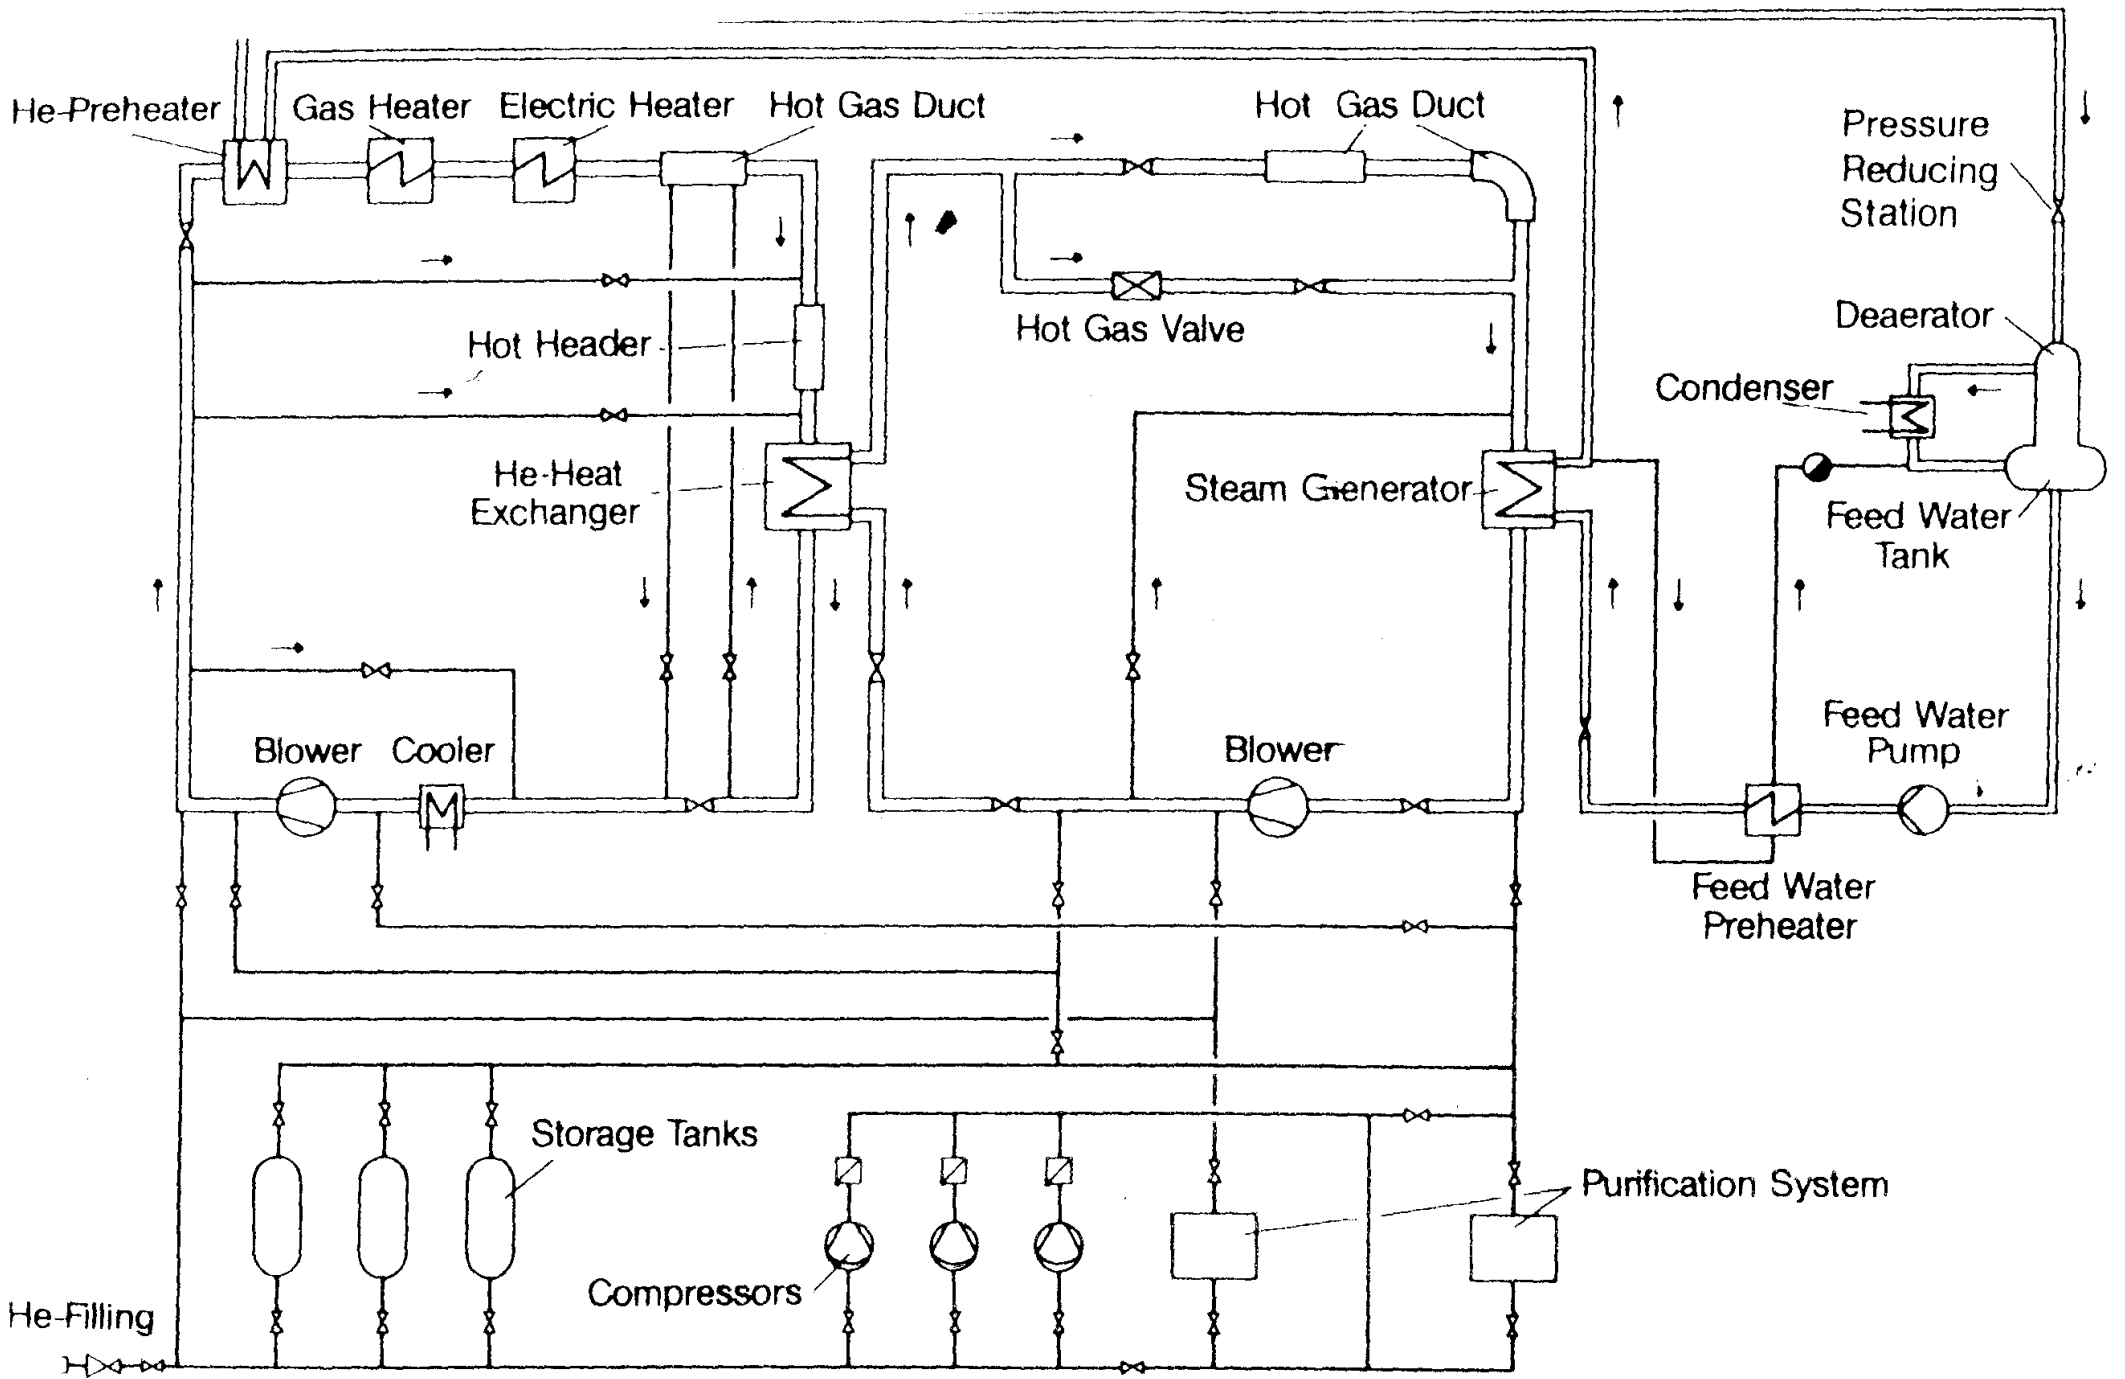 He-Preheater
Gas Heater
Electric Heater
Hot Gas Duct
Hot Gas Duct
Pressure
Reducing
Station
Hot Header
Hot Gas Valve
Deaerator
Condenser
He-Heat
Exchanger
Steam Generator
Feed Water
Tank
Blower
Cooler
Blower
Feed Water
Pump
Feed Water
Preheater
Storage Tanks
Purification System
Compressors
He-Filling